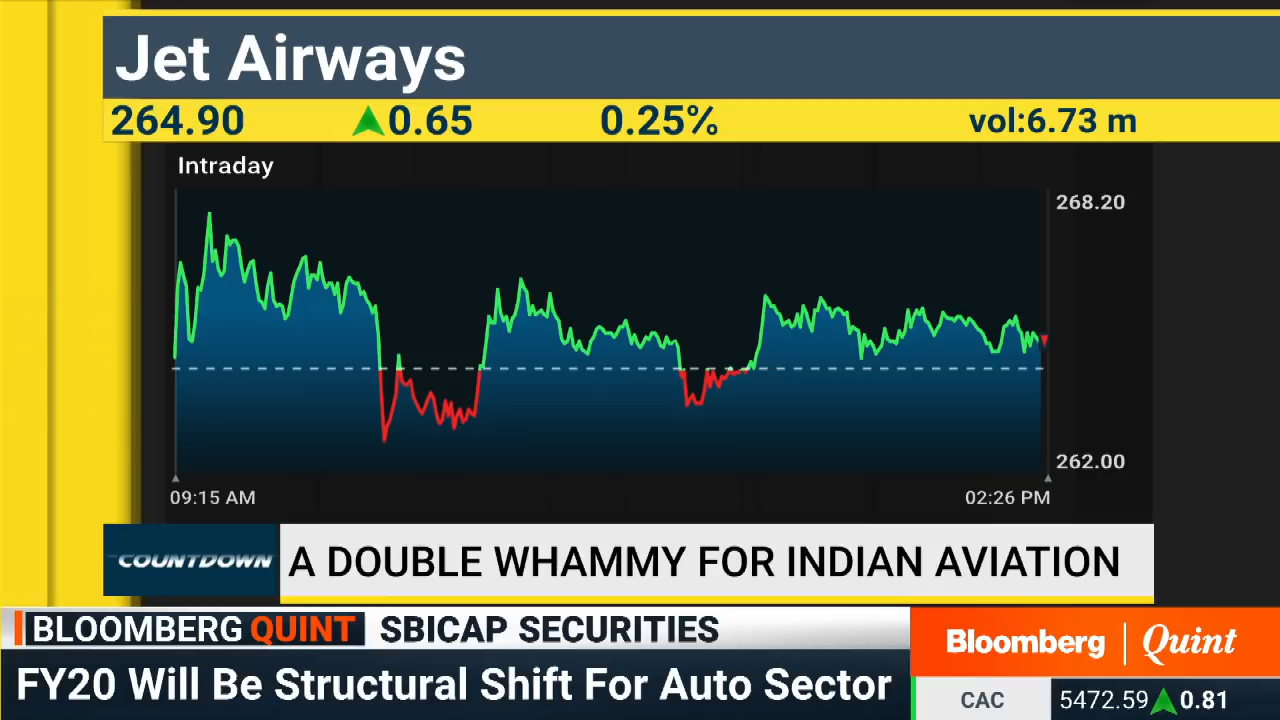 Jet Airways
264.90 0.65 0.25% vol:6.73 m
Intraday
268.20
262.00
09:15 AM 02:26 PM
COUNTDOWN A DOUBLE WHAMMY FOR INDIAN AVIATION
BLOOMBERG QUINT SBICAP SECURITIES
FY20 Will Be Structural Shift For Auto Sector
Bloomberg | Quint
CAC 5472.59 0.81